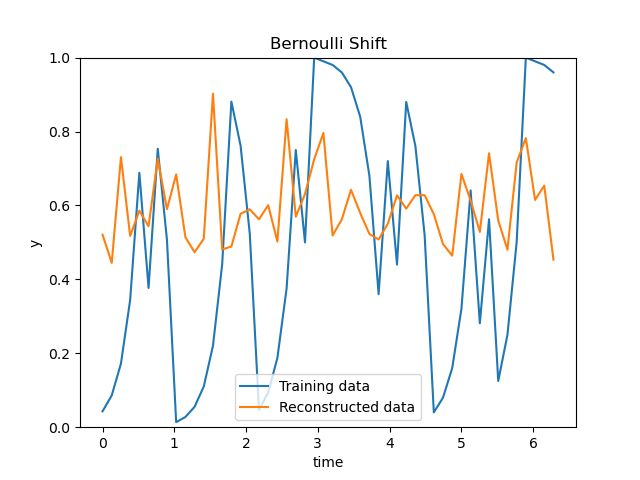 Bernoulli Shift
1.0
0.8
0.6
0.4
0.2
0.0
y
Training data
Reconstructed data
0 1 2 3 4 5 6
time